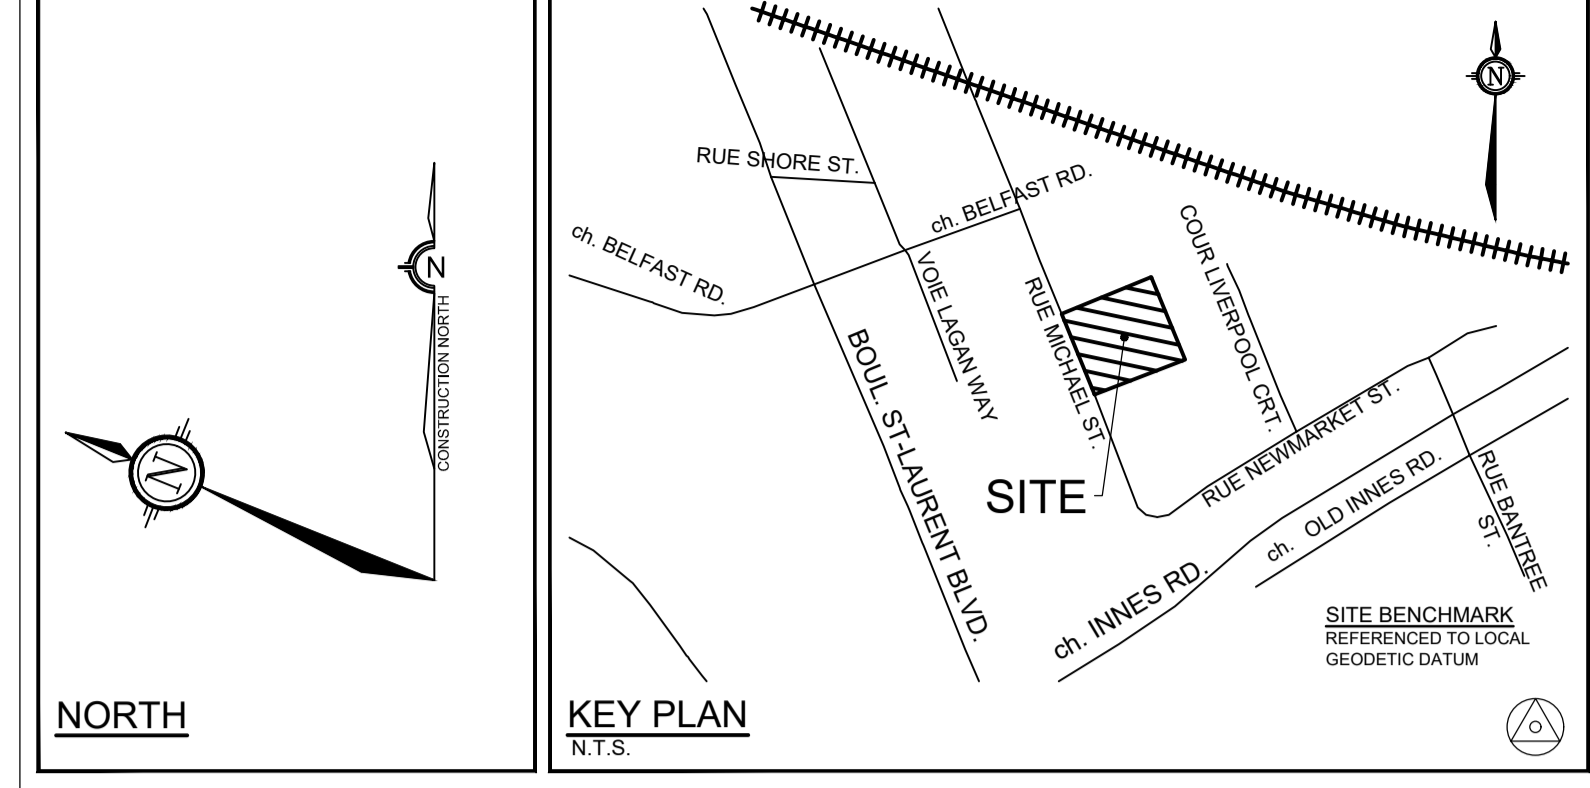 N
CONSTRUCTION NORTH
N
NORTH
N
RUE SHORE ST.
ch. BELFAST RD.
ch. BELFAST RD.
VOIE LAGAN WAY
COUR LIVERPOOL CRT.
RUE MICHAEL ST.
BOUL. ST-LAURENT BLVD.
SITE
RUE NEWMARKET ST.
ch. OLD INNES RD.
ch. INNES RD.
RUE BANTREE
ST.
SITE BENCHMARK
REFERENCED TO LOCAL
GEODETIC DATUM
KEY PLAN
N.T.S.